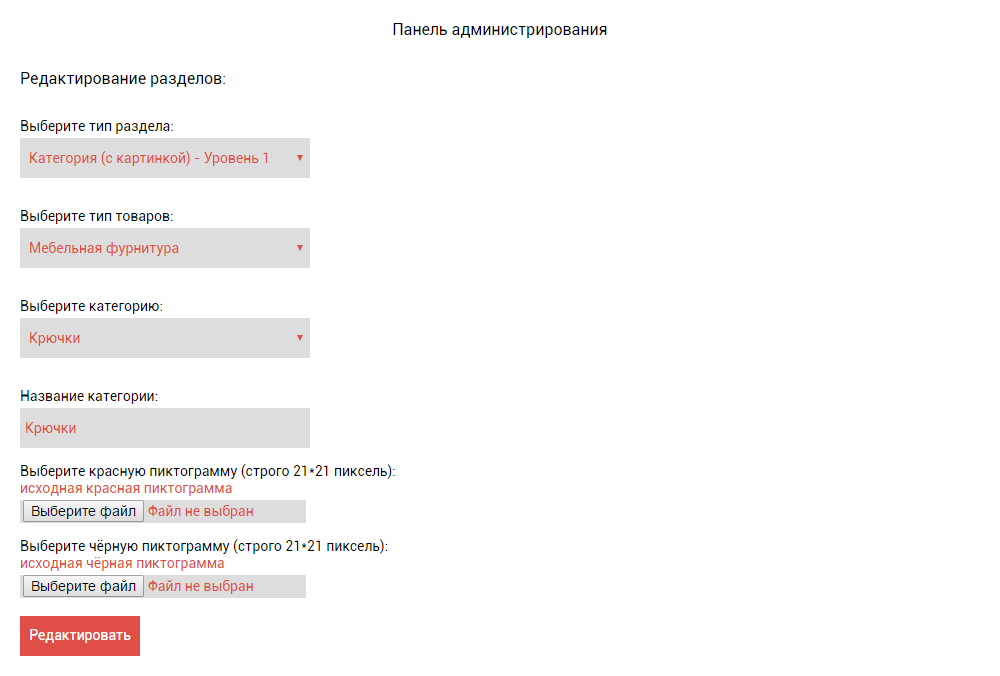 Панель администрирования
Редактирование разделов:
Выберите тип раздела:
Категория (с картинкой) - Уровень 1
Выберите тип товаров:
Мебельная фурнитура
Выберите категорию:
Крючки
Название категории:
Крючки
Выберите красную пиктограмму (строго 21*21 пиксель):
исходная красная пиктограмма
Выберите файл Файл не выбран
Выберите чёрную пиктограмму (строго 21*21 пиксель):
исходная чёрная пиктограмма
Выберите файл Файл не выбран
Редактировать